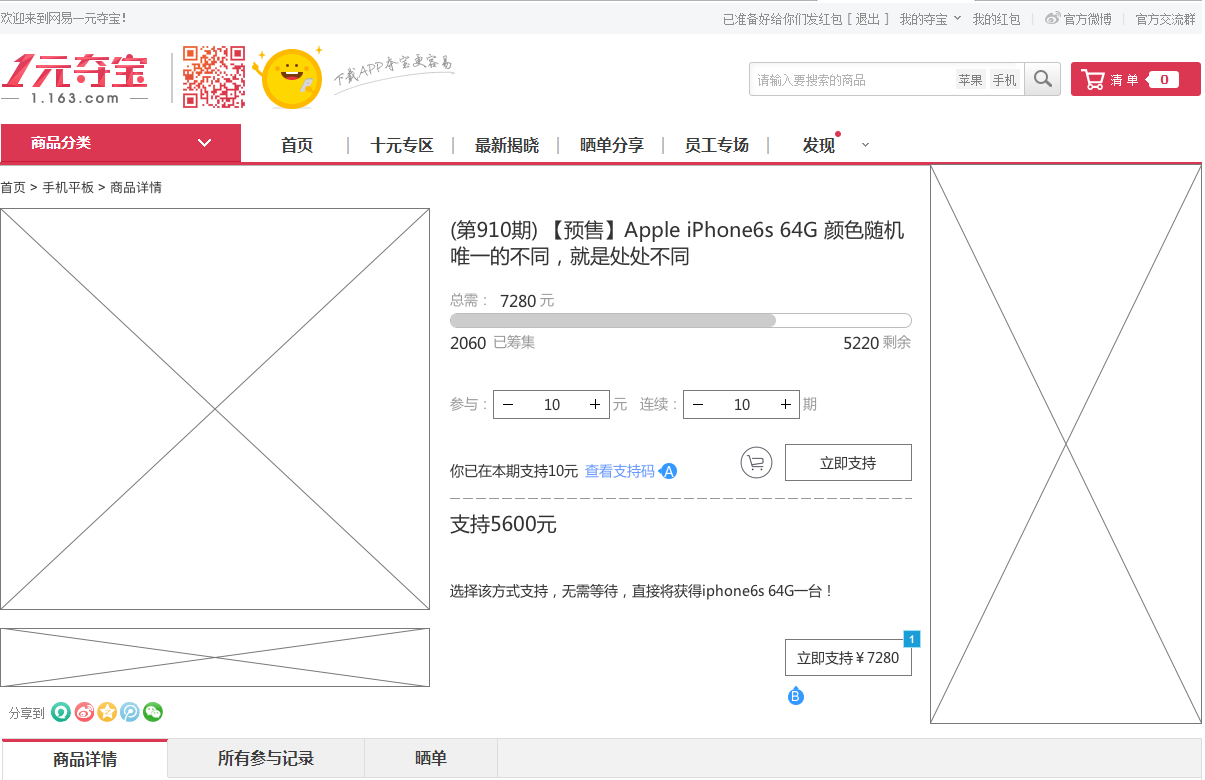 欢迎来到网易一元夺宝！
已准备好给你们发红包 [ 退出 ] 我的夺宝 我的红包 官方微博 官方交流群
1元夺宝
1.163.com
下载APP夺宝更容易
请输入要搜索的商品 苹果 手机
清单 0
商品分类 首页 十元专区 最新揭晓 晒单分享 员工专场 发现
首页 > 手机平板 > 商品详情
(第910期) 【预售】Apple iPhone6s 64G 颜色随机
唯一的不同，就是处处不同
总需： 7280 元
2060 已筹集 5220 剩余
参与： − 10 + 元 连续： − 10 + 期
你已在本期支持10元 查看支持码 A 立即支持
支持5600元
选择该方式支持，无需等待，直接将获得iphone6s 64G一台！
1
立即支持￥7280
B
分享到
商品详情 所有参与记录 晒单